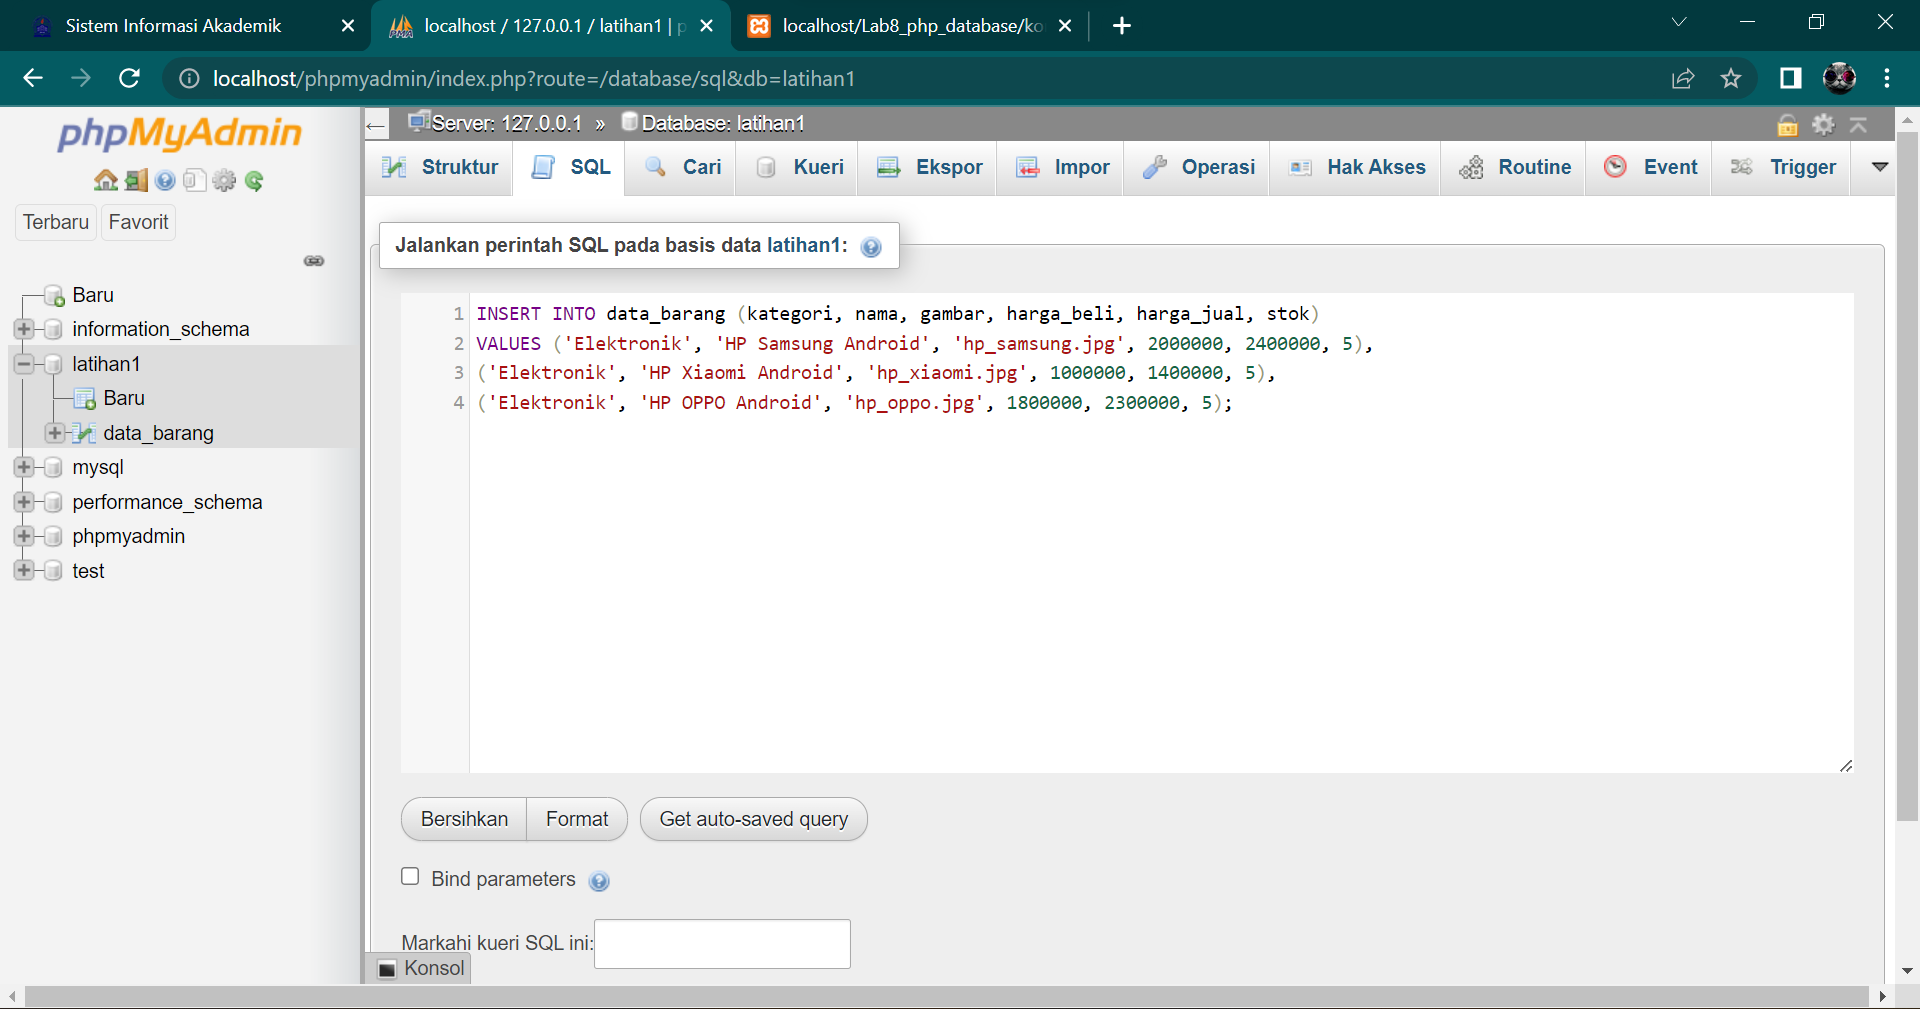 Sistem Informasi Akademik
localhost / 127.0.0.1 / latihan1 | p
localhost/Lab8_php_database/ko
localhost/phpmyadmin/index.php?route=/database/sql&db=latihan1
phpMyAdmin
Terbaru
Favorit
Baru
information_schema
latihan1
Baru
data_barang
mysql
performance_schema
phpmyadmin
test
Server: 127.0.0.1 » Database: latihan1
Struktur
SQL
Cari
Kueri
Ekspor
Impor
Operasi
Hak Akses
Routine
Event
Trigger
Jalankan perintah SQL pada basis data latihan1:
1 INSERT INTO data_barang (kategori, nama, gambar, harga_beli, harga_jual, stok)
2 VALUES ('Elektronik', 'HP Samsung Android', 'hp_samsung.jpg', 2000000, 2400000, 5),
3 ('Elektronik', 'HP Xiaomi Android', 'hp_xiaomi.jpg', 1000000, 1400000, 5),
4 ('Elektronik', 'HP OPPO Android', 'hp_oppo.jpg', 1800000, 2300000, 5);
Bersihkan
Format
Get auto-saved query
Bind parameters
Markahi kueri SQL ini:
Konsol